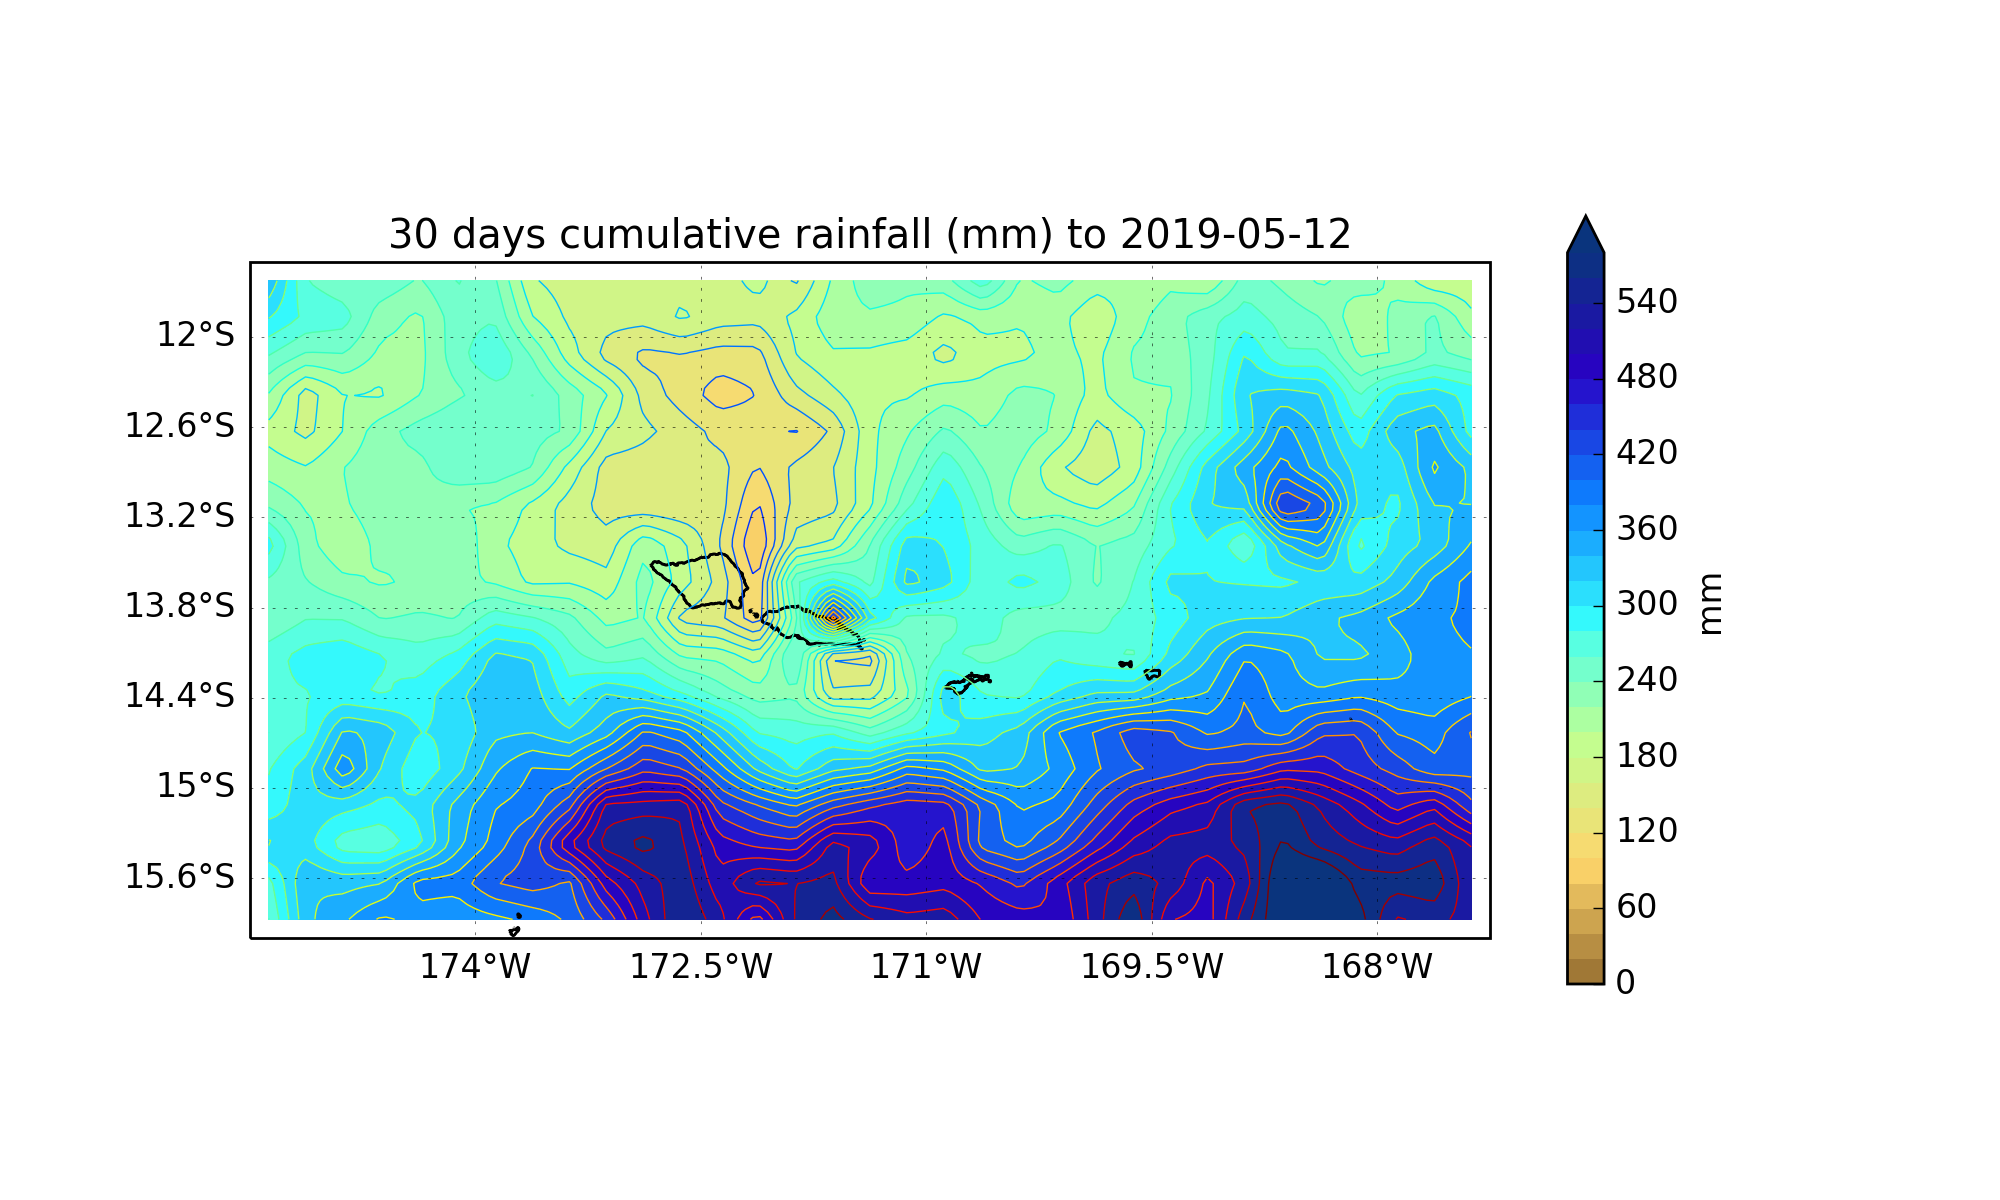 30 days cumulative rainfall (mm) to 2019-05-12
12°S
12.6°S
13.2°S
13.8°S
14.4°S
15°S
15.6°S
174°W
172.5°W
171°W
169.5°W
168°W
540
480
420
360
300
240
180
120
60
0
mm